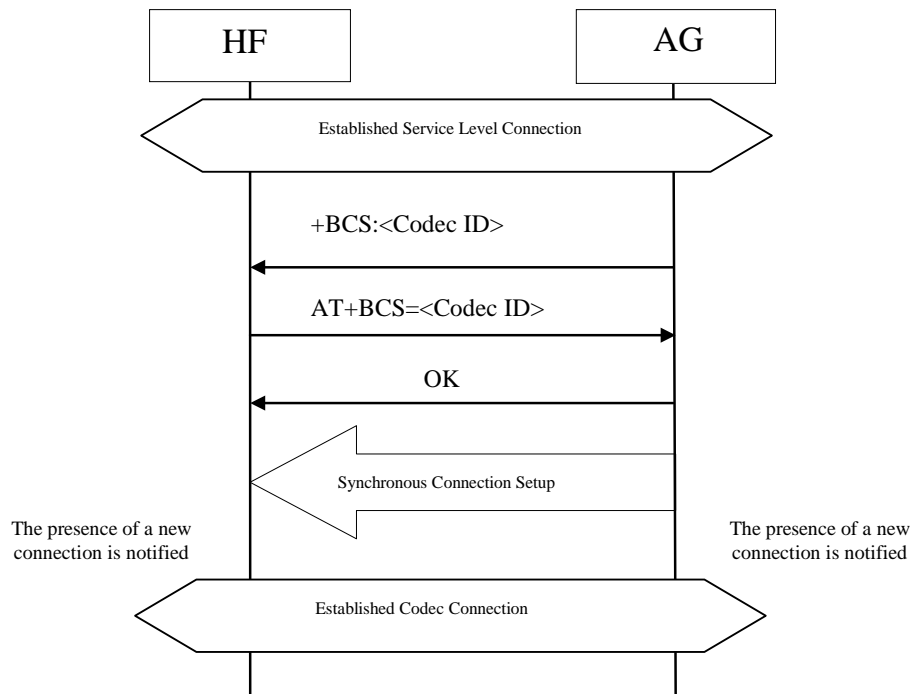 HF
AG
Established Service Level Connection
+BCS:<Codec ID>
AT+BCS=<Codec ID>
OK
Synchronous Connection Setup
The presence of a new
connection is notified
The presence of a new
connection is notified
Established Codec Connection